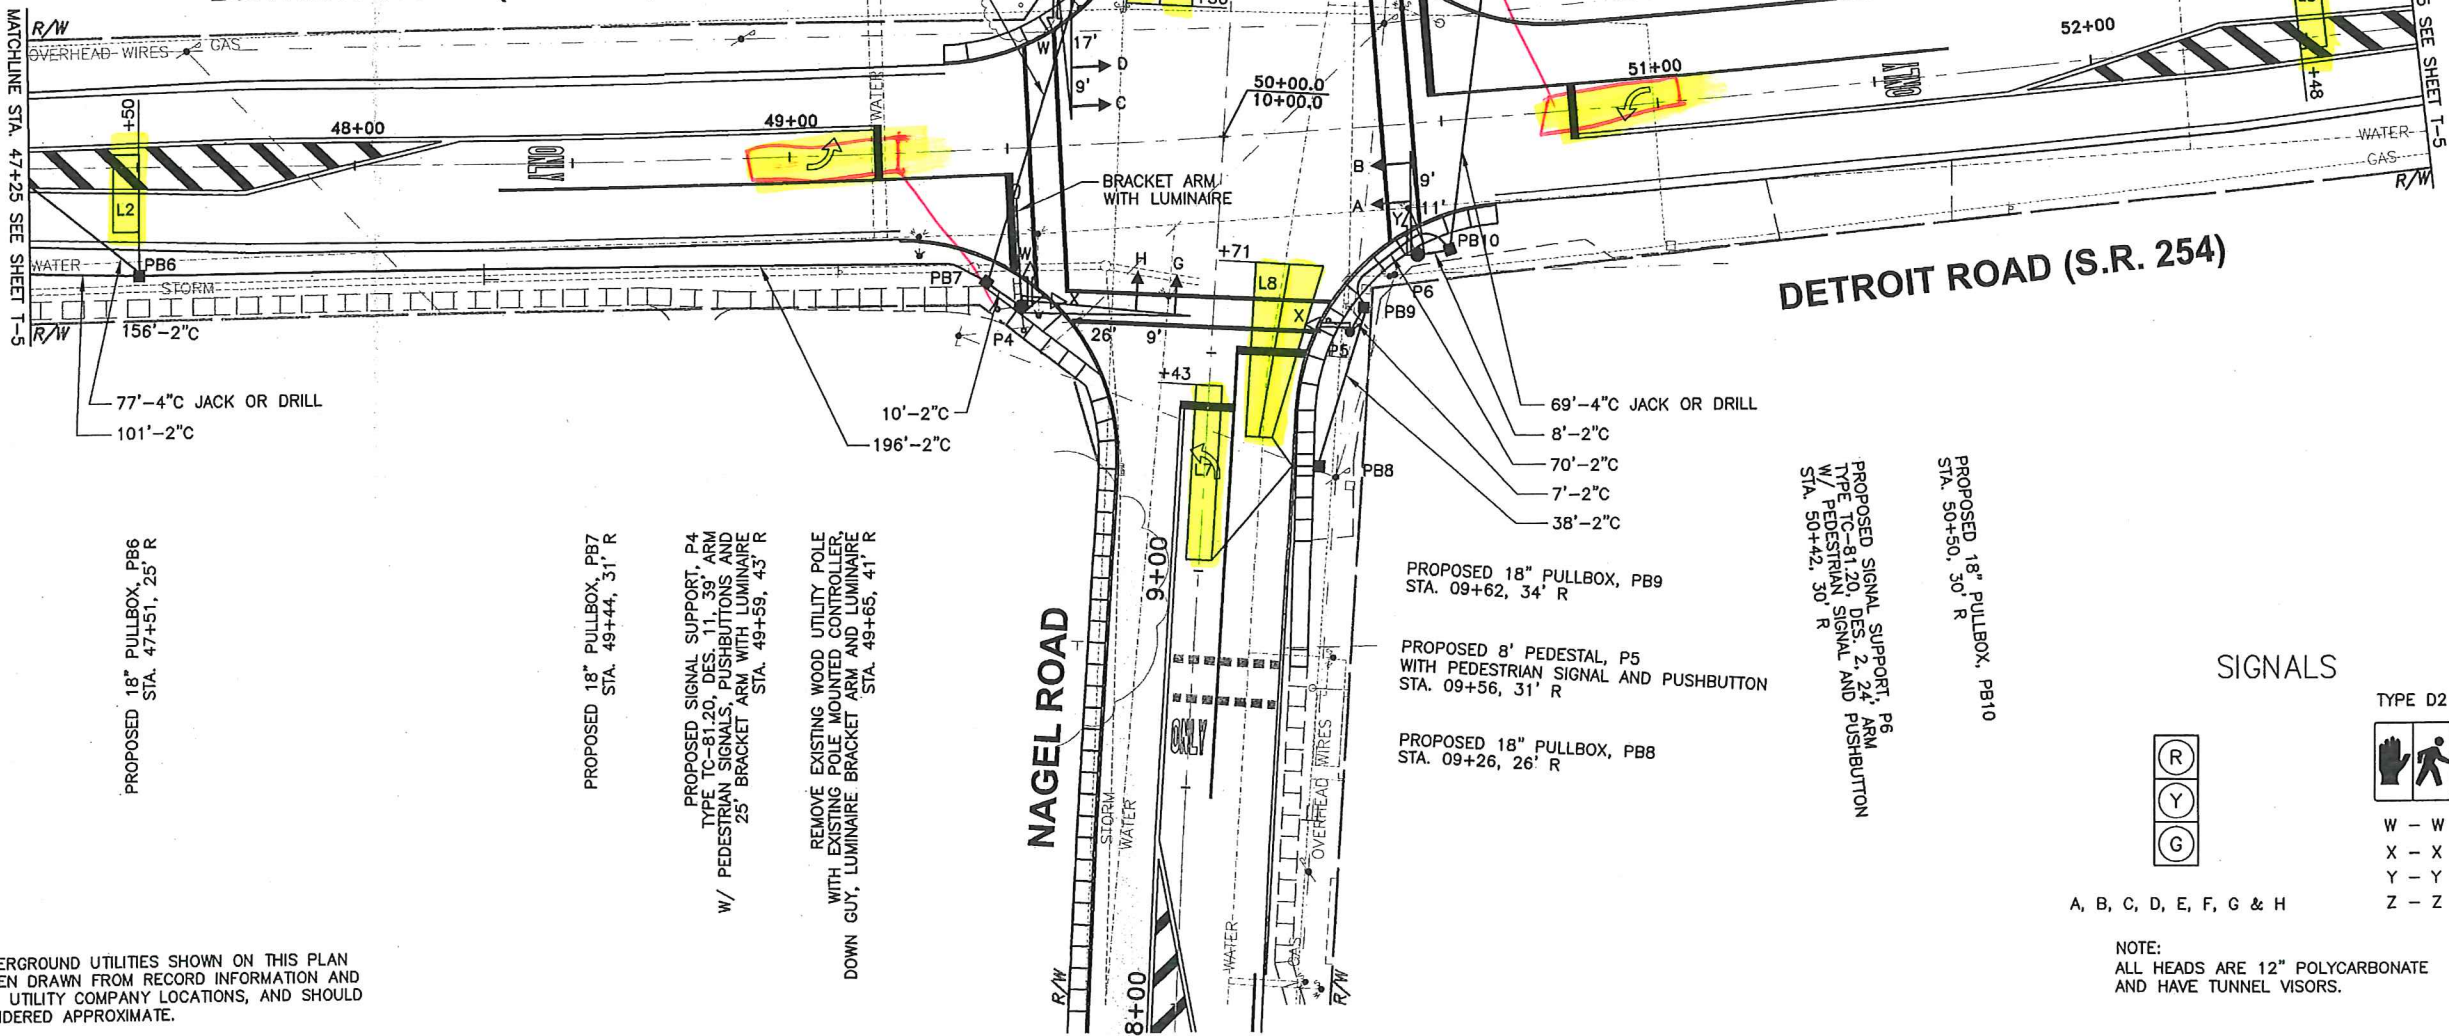 MATCHLINE STA. 47+25 SEE SHEET T-5
R/W
OVERHEAD WIRES
GAS
+50
48+00
ONLY
49+00
WATER
L2
WATER
PB6
STORM
R/W
156'-2"C
77'-4"C JACK OR DRILL
101'-2"C
W
17'
D
9'
C
50+00.0
10+00.0
BRACKET ARM
WITH LUMINAIRE
B
9'
A
11'
Y
PB10
51+00
ONLY
52+00
+48
SEE SHEET T-5
WATER
GAS
R/W
DETROIT ROAD (S.R. 254)
PB7
W
X
H
G
+71
L8
X
P6
PB9
P4
26'
9'
P5
+43
10'-2"C
196'-2"C
PB8
69'-4"C JACK OR DRILL
8'-2"C
70'-2"C
7'-2"C
38'-2"C
PROPOSED 18" PULLBOX, PB6
STA. 47+51, 25' R
PROPOSED 18" PULLBOX, PB7
STA. 49+44, 31' R
PROPOSED SIGNAL SUPPORT, P4
TYPE TC-81.20, DES. 11, 39' ARM
W/ PEDESTRIAN SIGNALS, PUSHBUTTONS AND
25' BRACKET ARM WITH LUMINAIRE
STA. 49+59, 43' R
REMOVE EXISTING WOOD UTILITY POLE
WITH EXISTING POLE MOUNTED CONTROLLER,
DOWN GUY, LUMINAIRE BRACKET ARM AND LUMINAIRE
STA. 49+65, 41' R
NAGEL ROAD
9+00
ONLY
STORM
WATER
8+00
R/W
WATER
GAS
OVERHEAD WIRES
R/W
PROPOSED 18" PULLBOX, PB9
STA. 09+62, 34' R
PROPOSED 8' PEDESTAL, P5
WITH PEDESTRIAN SIGNAL AND PUSHBUTTON
STA. 09+56, 31' R
PROPOSED 18" PULLBOX, PB8
STA. 09+26, 26' R
PROPOSED SIGNAL SUPPORT, P6
TYPE TC-81.20, DES. 2, 24' ARM
W/ PEDESTRIAN SIGNAL AND PUSHBUTTON
STA. 50+42, 30' R
PROPOSED 18" PULLBOX, PB10
STA. 50+50, 30' R
SIGNALS
TYPE D2
R
Y
G
W - W
X - X
Y - Y
Z - Z
A, B, C, D, E, F, G & H
NOTE:
ALL HEADS ARE 12" POLYCARBONATE
AND HAVE TUNNEL VISORS.
ERGROUND UTILITIES SHOWN ON THIS PLAN
EN DRAWN FROM RECORD INFORMATION AND
UTILITY COMPANY LOCATIONS, AND SHOULD
IDERED APPROXIMATE.